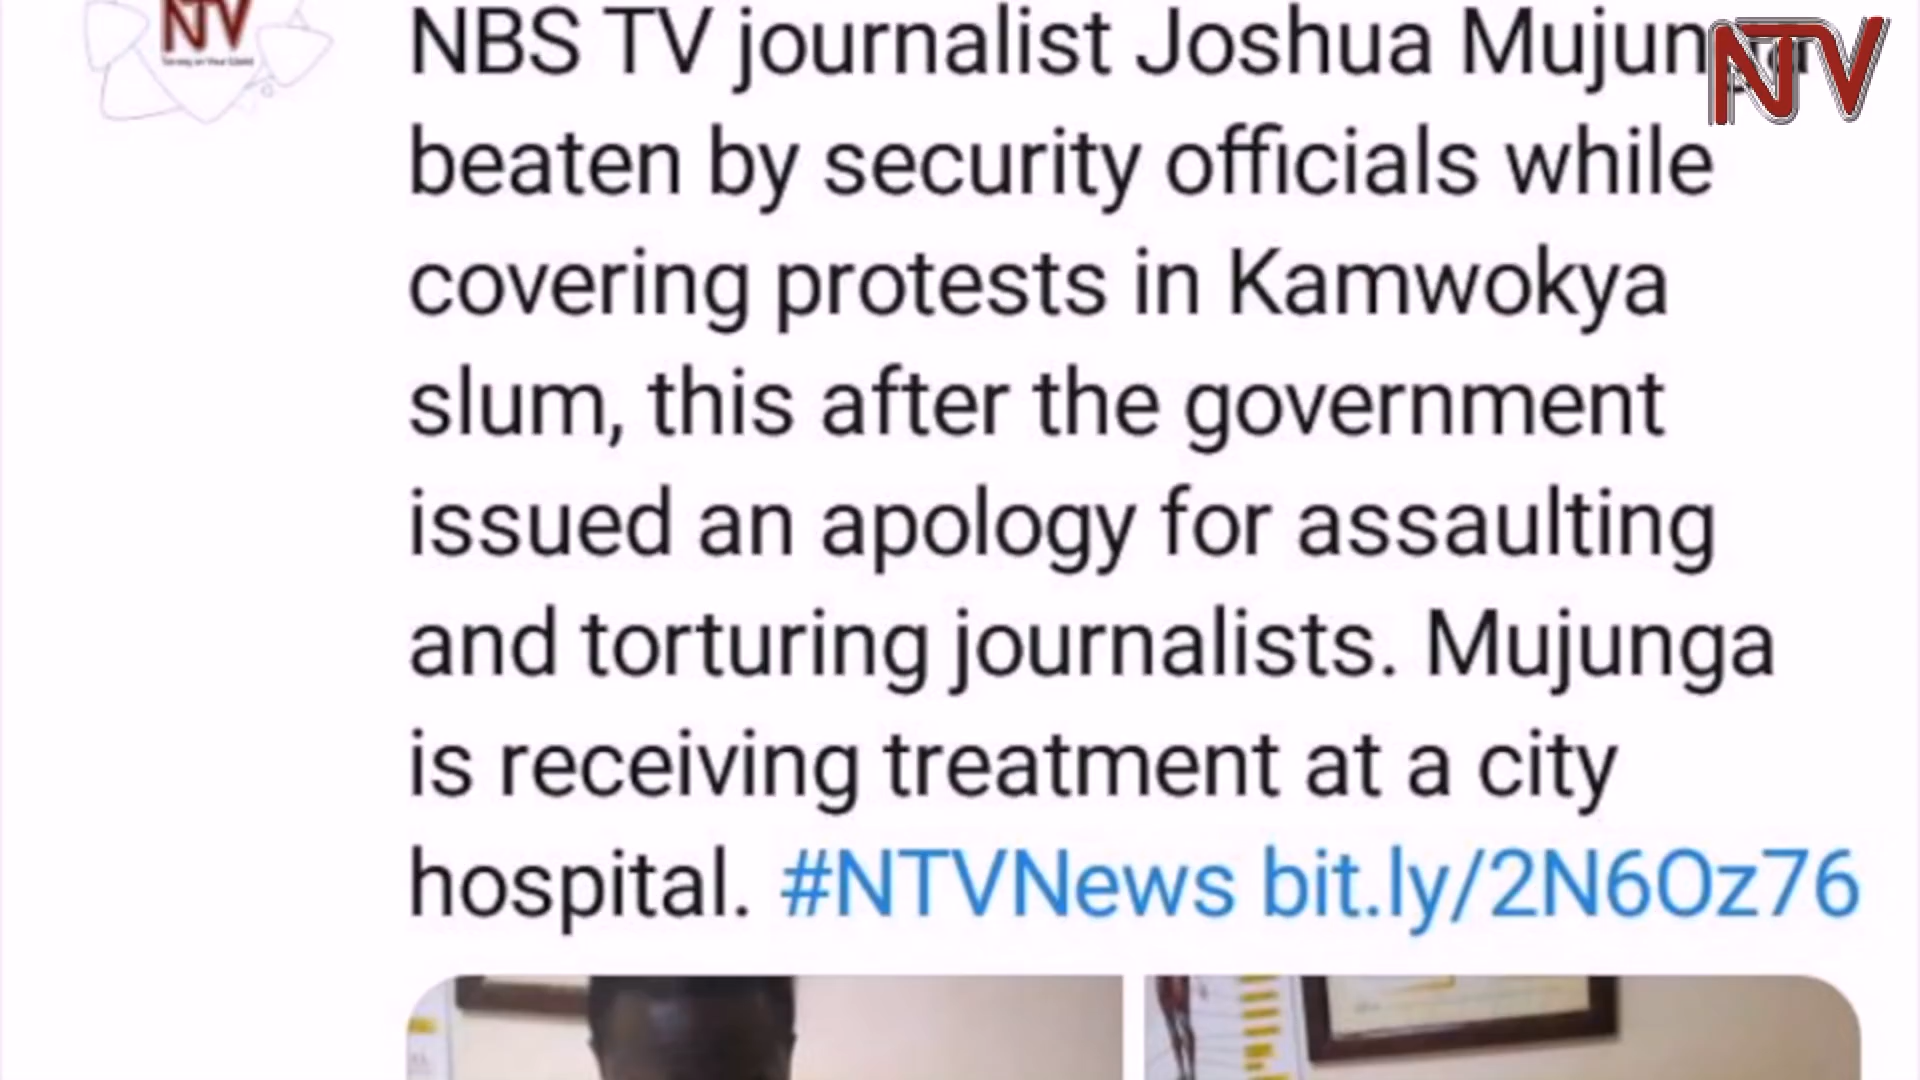 NTV
NBS TV journalist Joshua Mujunga
NTV
beaten by security officials while
covering protests in Kamwokya
slum, this after the government
issued an apology for assaulting
and torturing journalists. Mujunga
is receiving treatment at a city
hospital. #NTVNews bit.ly/2N6Oz76